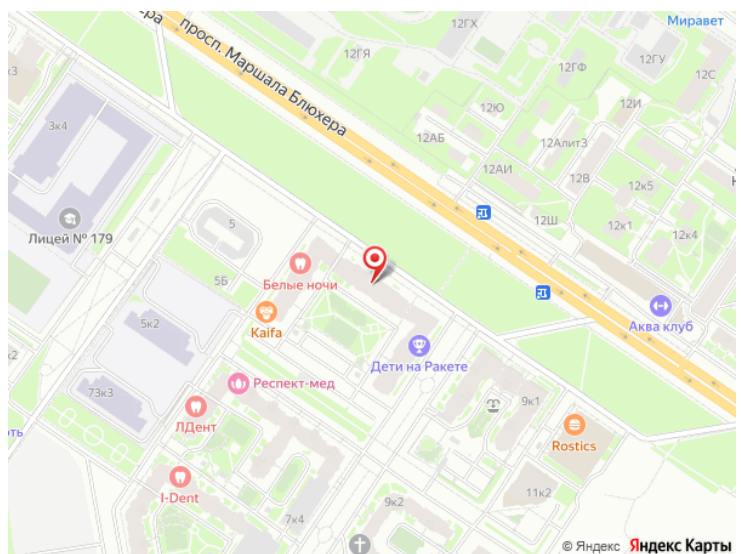 Миравет
12ГХ
просп. Маршала Блюхера
12ГЯ
12ГУ
12ГФ
12С
к3
12Ю
12И
3к4
12АБ
12Алит3
12АИ
12В
12к5
Лицей № 179
5
12Ш
12к1
12к4
Белые ночи
5Б
Kaifa
Аква клуб
5к2
Дети на Ракете
Респект-мед
73к3
9к1
ЛДент
Rostics
I-Dent
11к2
9к2
7к4
© Яндекс Яндекс Карты